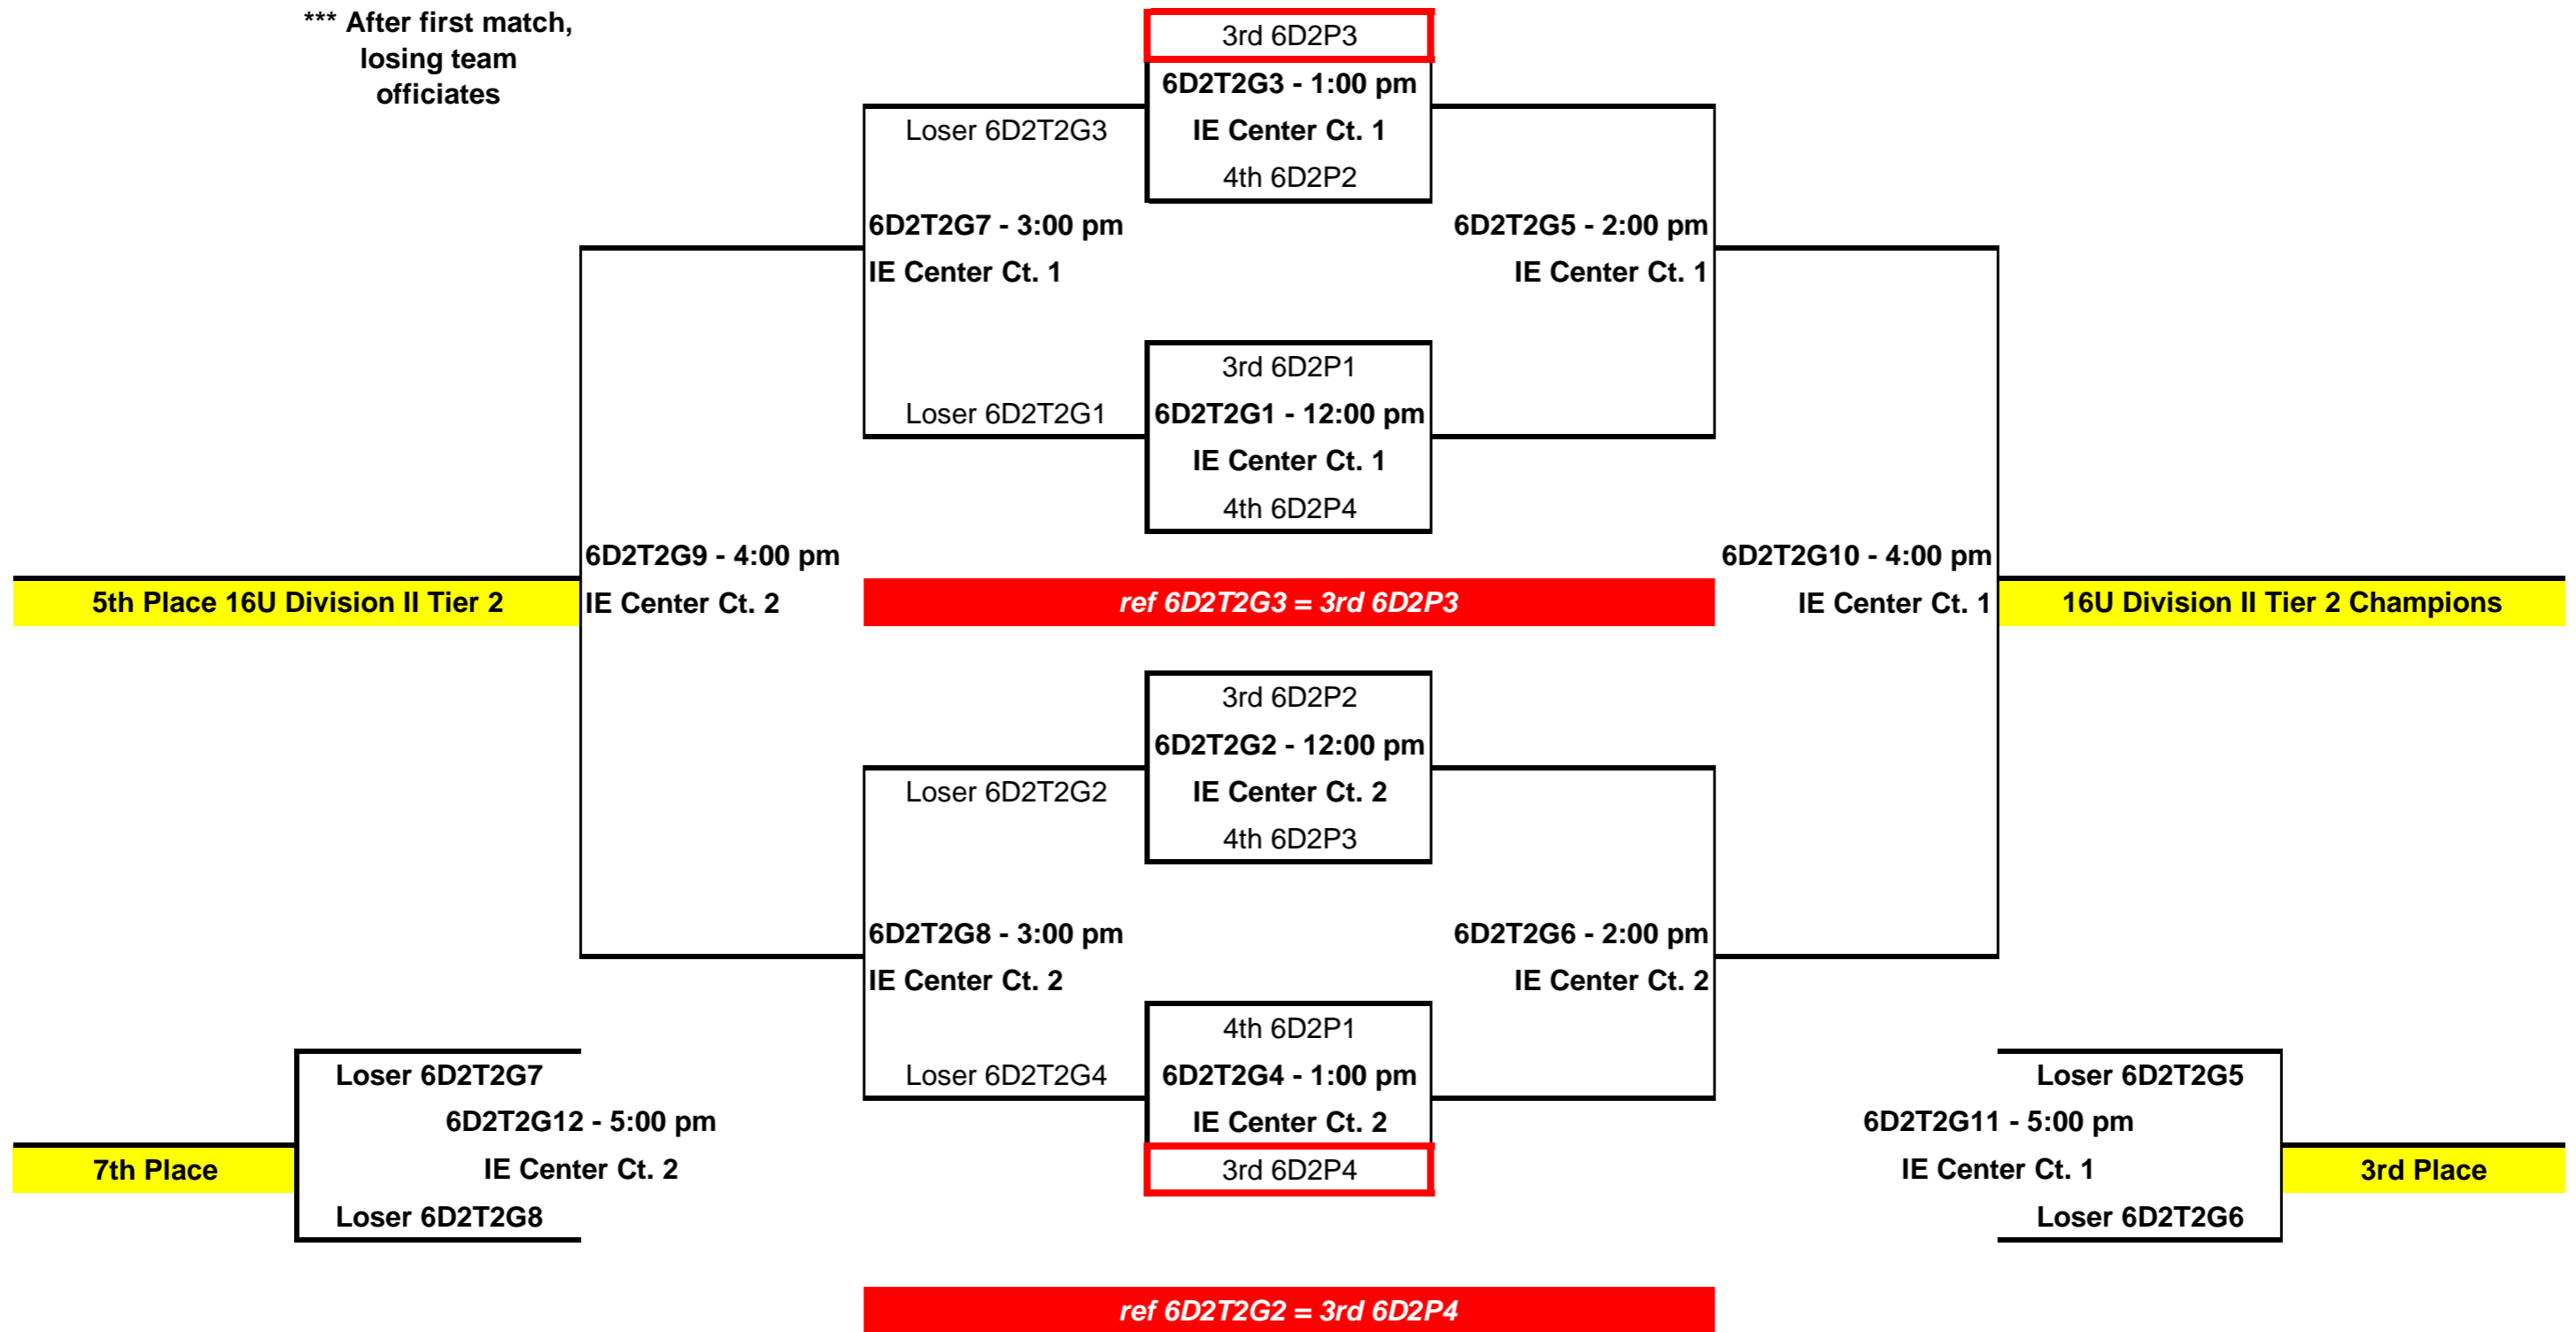 *** After first match,
losing team
officiates
3rd 6D2P3
6D2T2G3 - 1:00 pm
Loser 6D2T2G3
IE Center Ct. 1
4th 6D2P2
6D2T2G7 - 3:00 pm
6D2T2G5 - 2:00 pm
IE Center Ct. 1
IE Center Ct. 1
3rd 6D2P1
Loser 6D2T2G1
6D2T2G1 - 12:00 pm
IE Center Ct. 1
4th 6D2P4
6D2T2G9 - 4:00 pm
6D2T2G10 - 4:00 pm
5th Place 16U Division II Tier 2
IE Center Ct. 2
ref 6D2T2G3 = 3rd 6D2P3
IE Center Ct. 1
16U Division II Tier 2 Champions
3rd 6D2P2
6D2T2G2 - 12:00 pm
Loser 6D2T2G2
IE Center Ct. 2
4th 6D2P3
6D2T2G8 - 3:00 pm
6D2T2G6 - 2:00 pm
IE Center Ct. 2
IE Center Ct. 2
4th 6D2P1
Loser 6D2T2G7
Loser 6D2T2G4
6D2T2G4 - 1:00 pm
Loser 6D2T2G5
6D2T2G12 - 5:00 pm
IE Center Ct. 2
6D2T2G11 - 5:00 pm
7th Place
IE Center Ct. 2
3rd 6D2P4
IE Center Ct. 1
3rd Place
Loser 6D2T2G8
Loser 6D2T2G6
ref 6D2T2G2 = 3rd 6D2P4